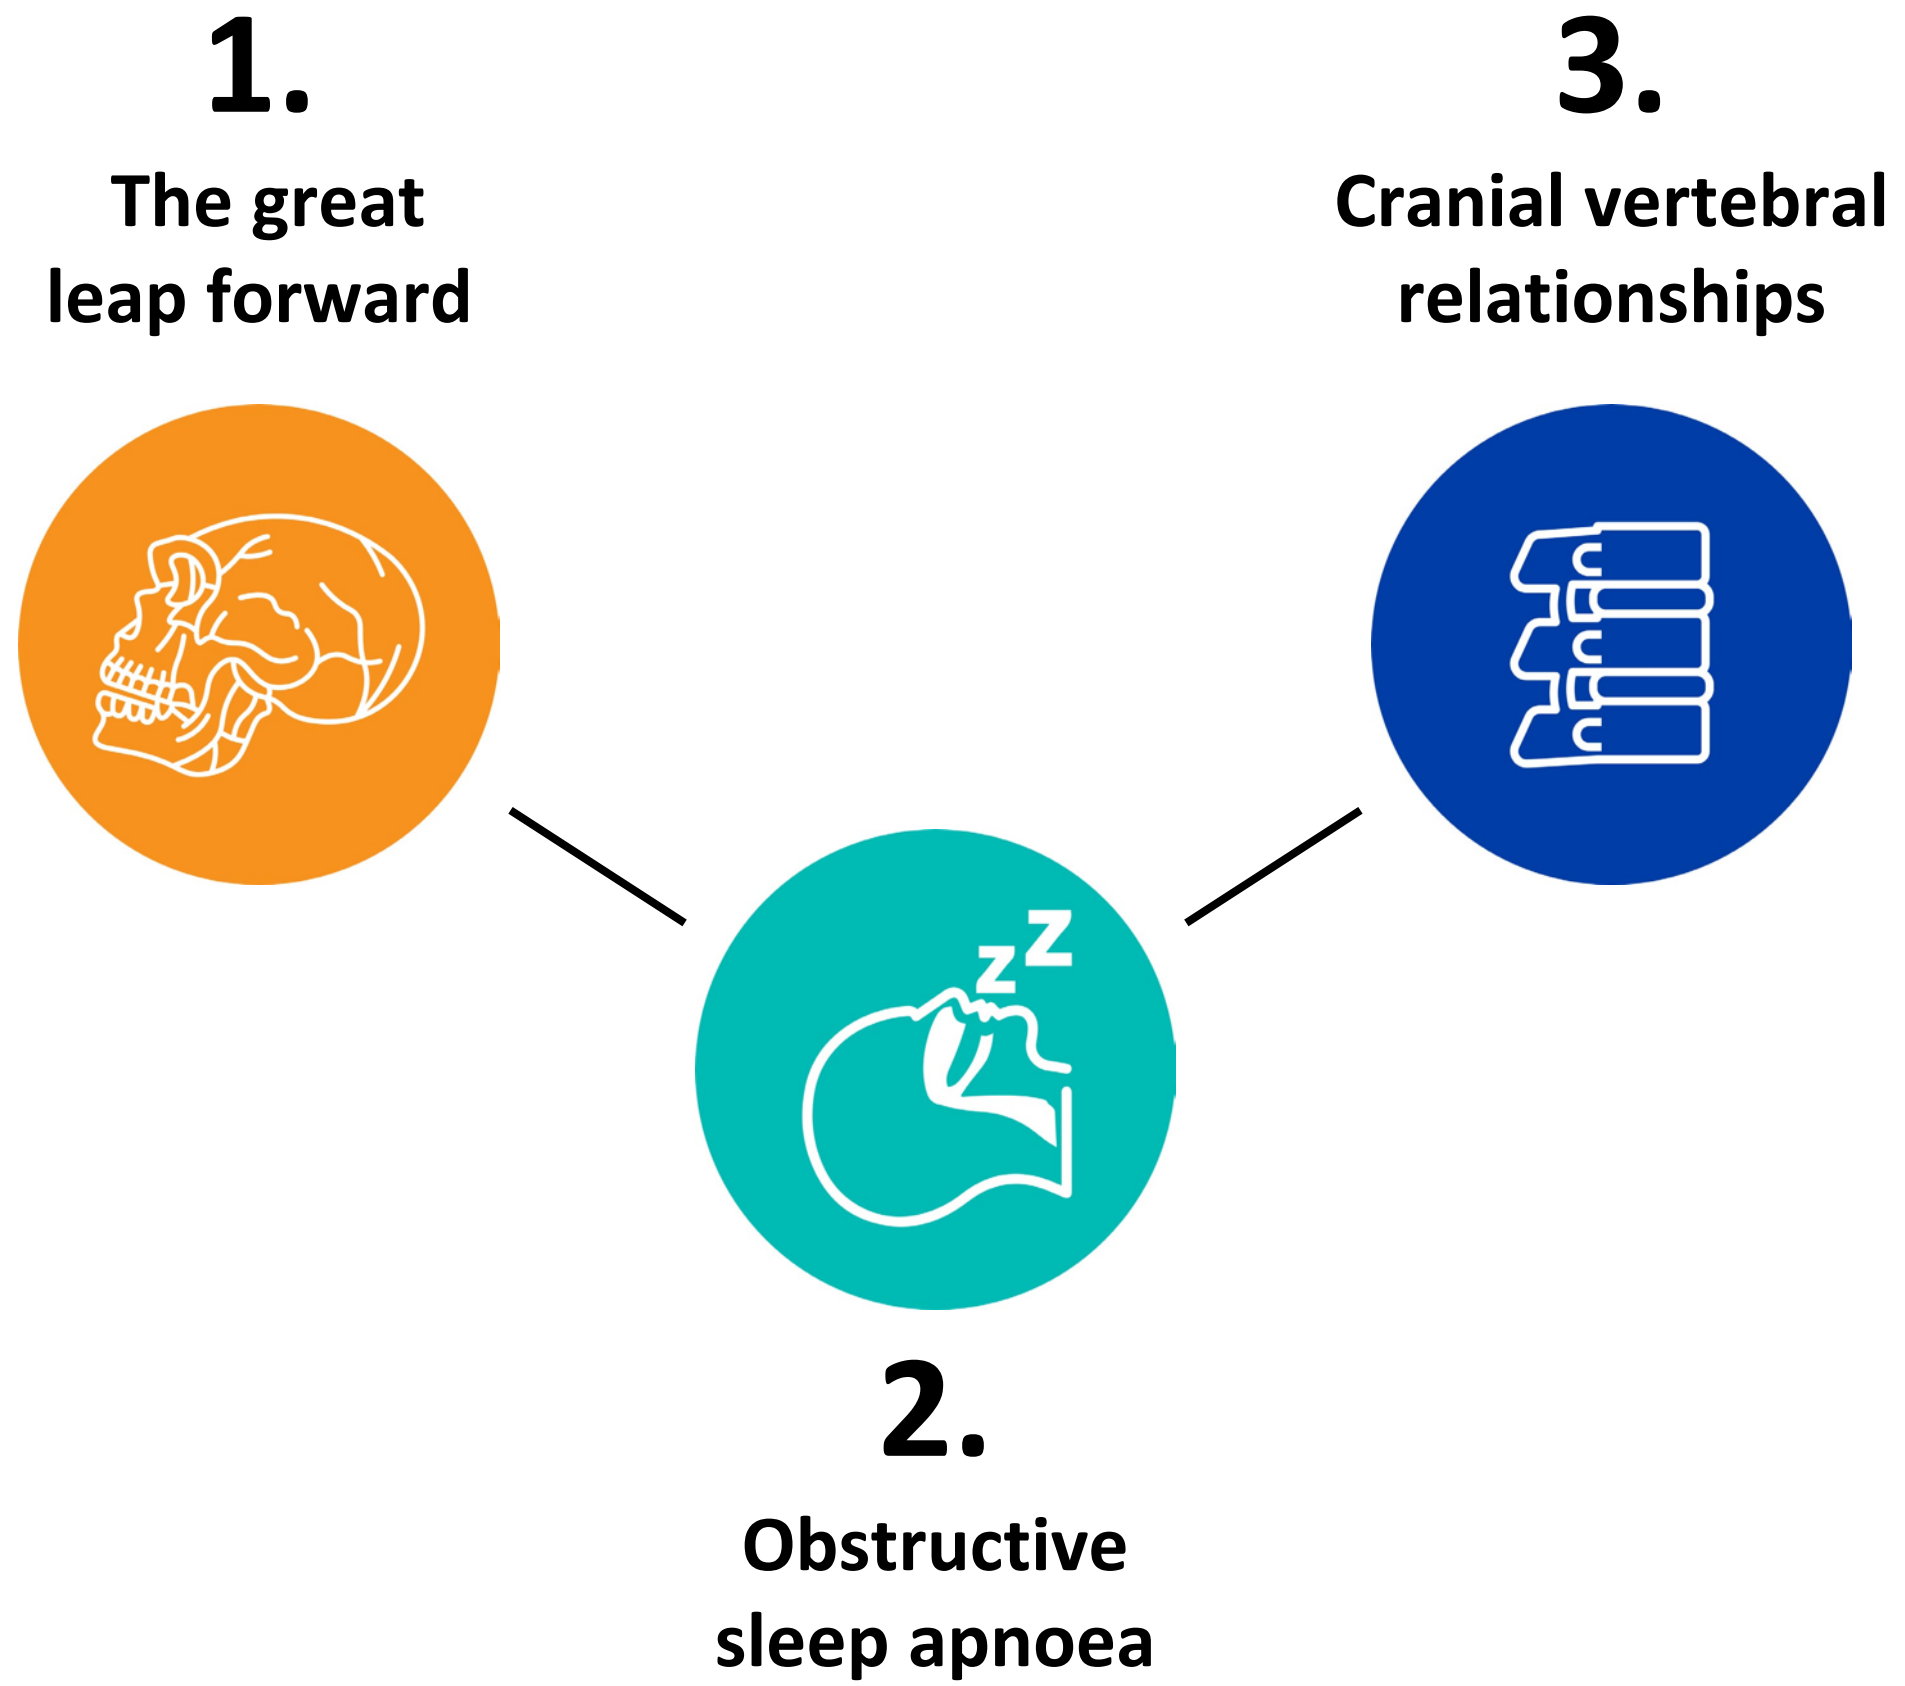 1.
The great
leap forward
3.
Cranial vertebral
relationships
z z
2.
Obstructive
sleep apnoea